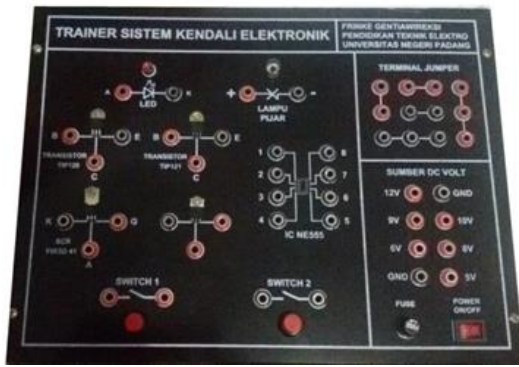 TRAINER SISTEM KENDALI ELEKTRONIK
FRINKE GENTIAWIREKSI
PENDIDIKAN TEKNIK ELEKTRO
UNIVERSITAS NEGERI PADANG
A
LED
K
+
LAMPU
PIJAR
-
TERMINAL JUMPER
B
E
C
TRANSISTOR
B
E
C
TRANSISTOR
TIP121
1
2
3
4
8
7
6
5
IC NE555
K
G
A
SCR
SWITCH 1
SWITCH 2
SUMBER DC VOLT
12V
GND
9V
10V
6V
8V
GND
5V
FUSE
POWER
ON/OFF